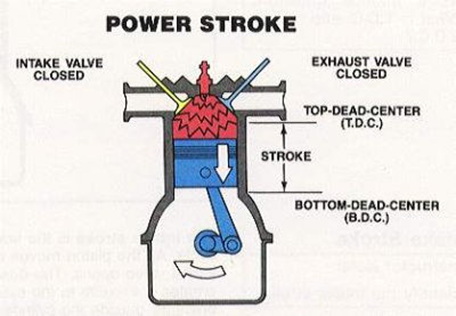 POWER STROKE
INTAKE VALVE
CLOSED
EXHAUST VALVE
CLOSED
TOP-DEAD-CENTER
(T.D.C.)
STROKE
BOTTOM-DEAD-CENTER
(B.D.C.)